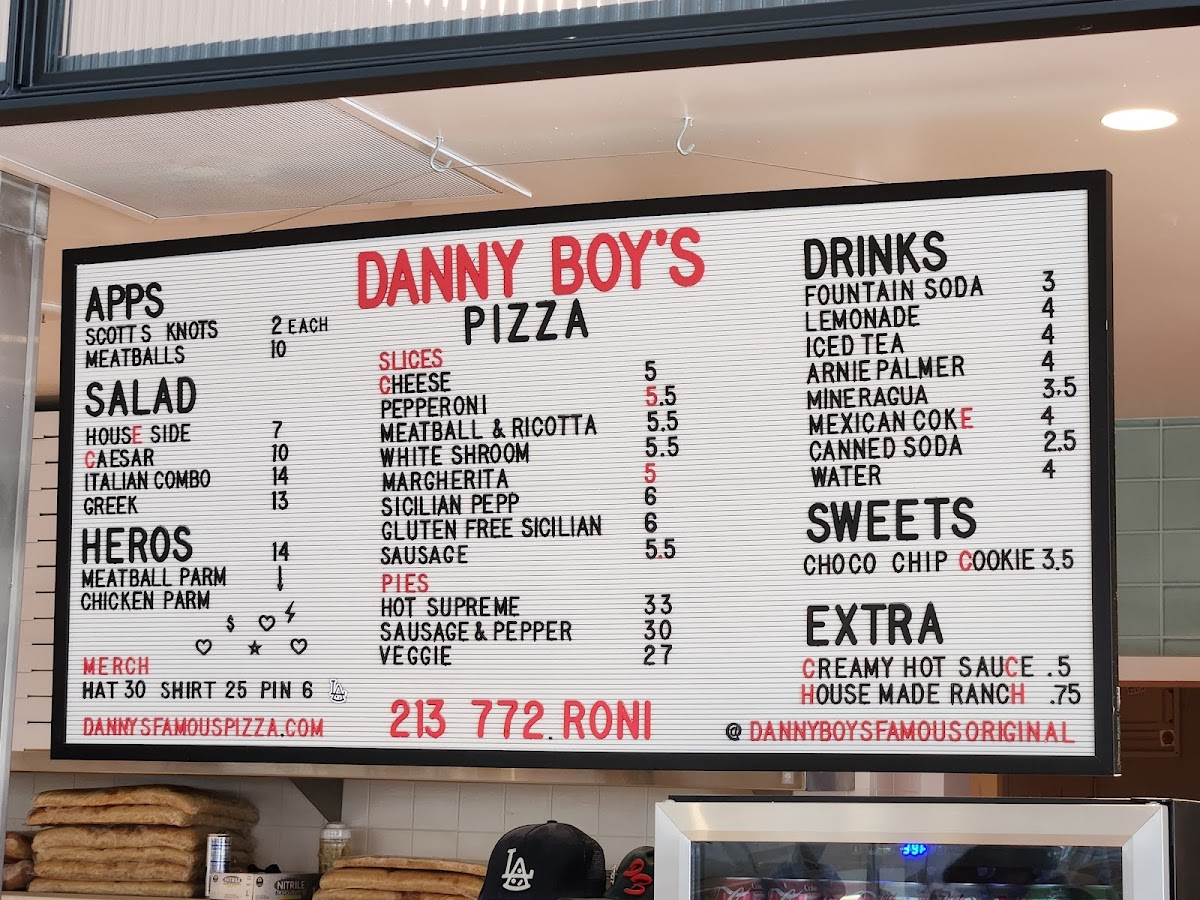 DANNY BOY'S
PIZZA
APPS
SCOTTS KNOTS 2 EACH
MEATBALLS 10
SALAD
HOUSE SIDE 7
CAESAR 10
ITALIAN COMBO 14
GREEK 13
HEROS 14
MEATBALL PARM ↓
CHICKEN PARM
$ ♡ ⚡
♡ ★ ♡
MERCH
HAT 30 SHIRT 25 PIN 6 LA
DANNYSFAMOUSPIZZA.COM
SLICES
CHEESE 5
PEPPERONI 5.5
MEATBALL & RICOTTA 5.5
WHITE SHROOM 5.5
MARGHERITA 5
SICILIAN PEPP 6
GLUTEN FREE SICILIAN 6
SAUSAGE 5.5
PIES
HOT SUPREME 33
SAUSAGE & PEPPER 30
VEGGIE 27
213 772.RONI
DRINKS
FOUNTAIN SODA 3
LEMONADE 4
ICED TEA 4
ARNIE PALMER 4
MINERAGUA 3.5
MEXICAN COKE 4
CANNED SODA 2.5
WATER 4
SWEETS
CHOCO CHIP COOKIE 3.5
EXTRA
CREAMY HOT SAUCE .5
HOUSE MADE RANCH .75
@DANNYBOYSFAMOUSORIGINAL
NITRILE
LA
Coke